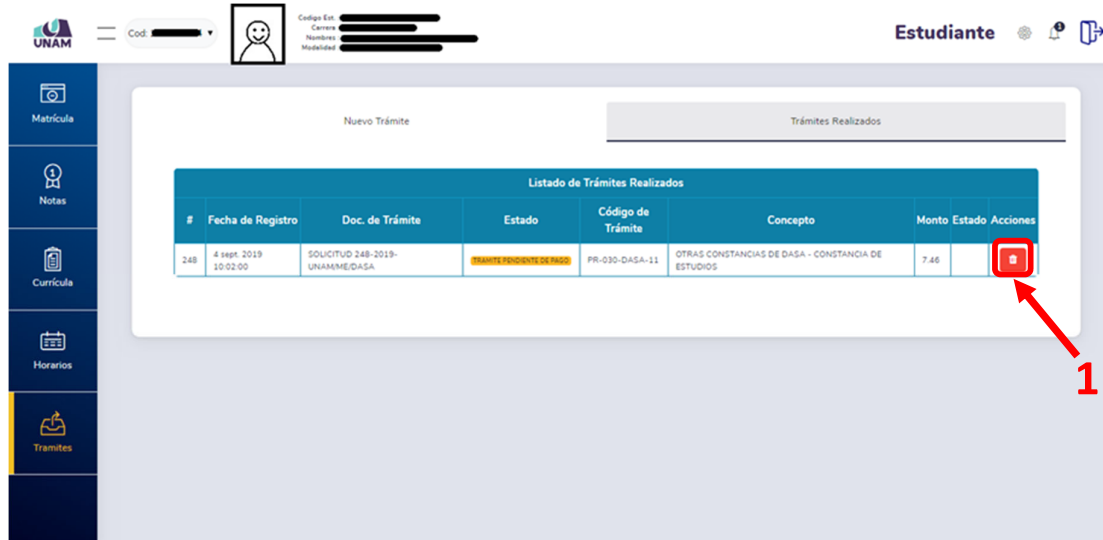 UNAM
Cod:
Codigo Est.
Carrera
Nombres
Modalidad
Estudiante
Matrícula
Notas
Currícula
Horarios
Tramites
Nuevo Trámite
Trámites Realizados
Listado de Trámites Realizados
# Fecha de Registro Doc. de Trámite Estado Código de Trámite Concepto Monto Estado Acciones
248 4 sept. 2019 10:02:00 SOLICITUD 248-2019-UNAM/ME/DASA TRAMITE PENDIENTE DE PAGO PR-030-DASA-11 OTRAS CONSTANCIAS DE DASA - CONSTANCIA DE ESTUDIOS 7.46
1